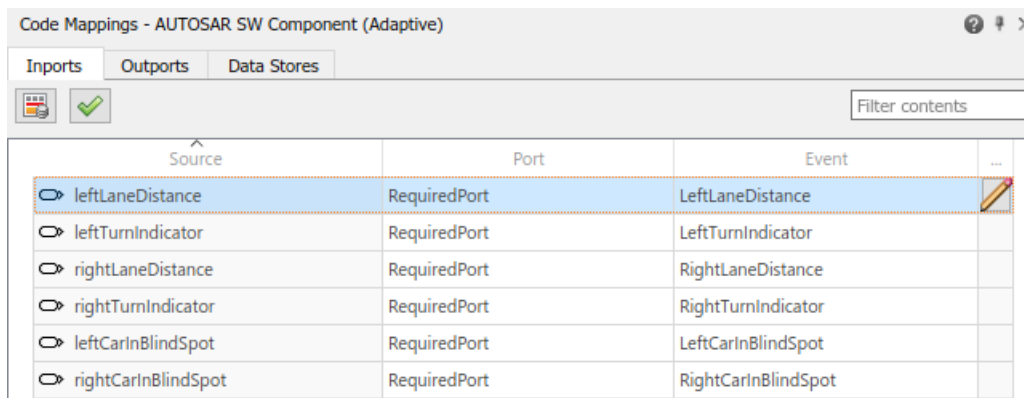 Code Mappings - AUTOSAR SW Component (Adaptive)
Inports Outports Data Stores
Filter contents
Source Port Event ...
leftLaneDistance RequiredPort LeftLaneDistance
leftTurnIndicator RequiredPort LeftTurnIndicator
rightLaneDistance RequiredPort RightLaneDistance
rightTurnIndicator RequiredPort RightTurnIndicator
leftCarInBlindSpot RequiredPort LeftCarInBlindSpot
rightCarInBlindSpot RequiredPort RightCarInBlindSpot